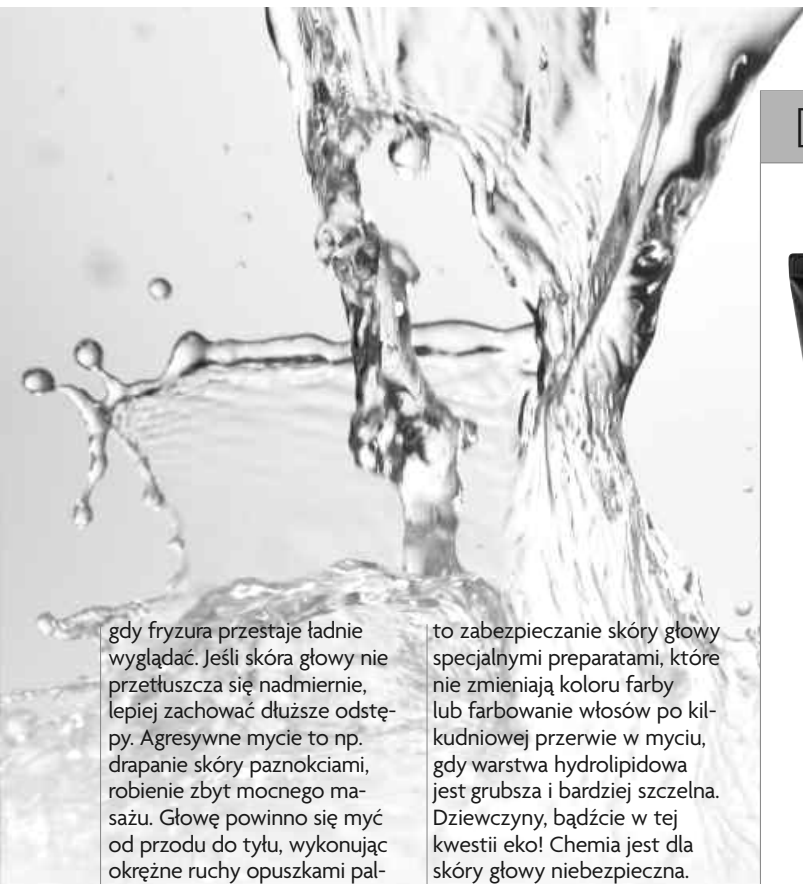 gdy fryzura przestaje ładnie
wyglądać. Jeśli skóra głowy nie
przetłuszcza się nadmiernie,
lepiej zachować dłuższe odstę-
py. Agresywne mycie to np.
drapanie skóry paznokciami,
robienie zbyt mocnego ma-
sażu. Głowę powinno się myć
od przodu do tyłu, wykonując
okrężne ruchy opuszkami pal-
to zabezpieczanie skóry głowy
specjalnymi preparatami, które
nie zmieniają koloru farby
lub farbowanie włosów po kil-
kudniowej przerwie w myciu,
gdy warstwa hydrolipidowa
jest grubsza i bardziej szczelna.
Dziewczyny, bądźcie w tej
kwestii eko! Chemia jest dla
skóry głowy niebezpieczna.